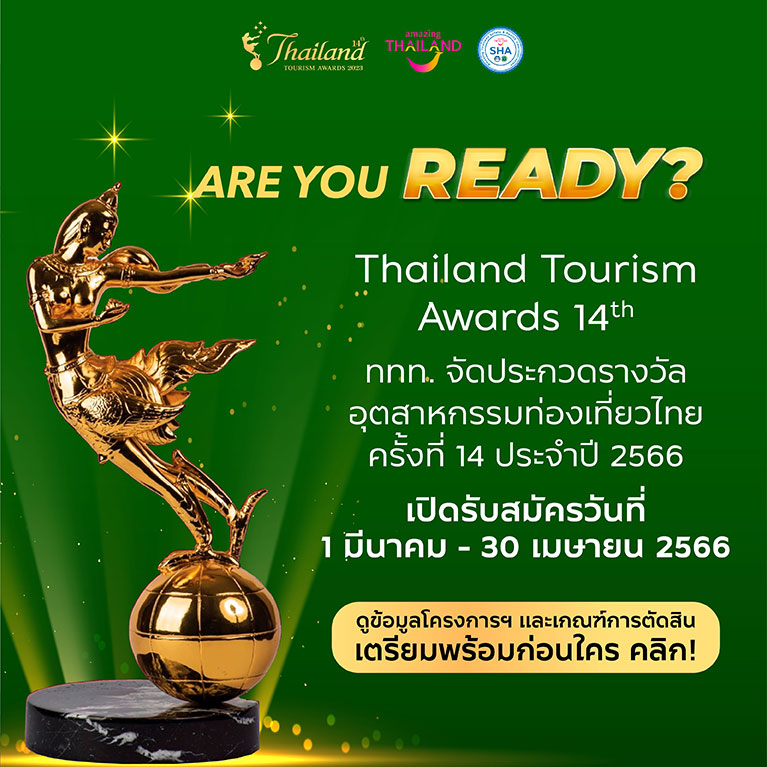 14th
Thailand
TOURISM AWARDS 2023
amazing
THAILAND
SHA
ARE YOU READY?
Thailand Tourism
Awards 14th
ททท. จัดประกวดรางวัล
อุตสาหกรรมท่องเที่ยวไทย
ครั้งที่ 14 ประจำปี 2566
เปิดรับสมัครวันที่
1 มีนาคม - 30 เมษายน 2566
ดูข้อมูลโครงการฯ และเกณฑ์การตัดสิน
เตรียมพร้อมก่อนใคร คลิก!